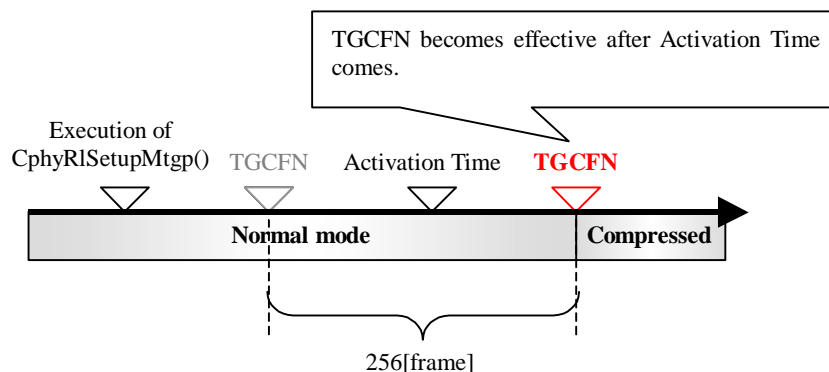 TGCFN becomes effective after Activation Time
comes.
Execution of
CphyRlSetupMtgp()
TGCFN
Activation Time
TGCFN
Normal mode
Compressed
256[frame]